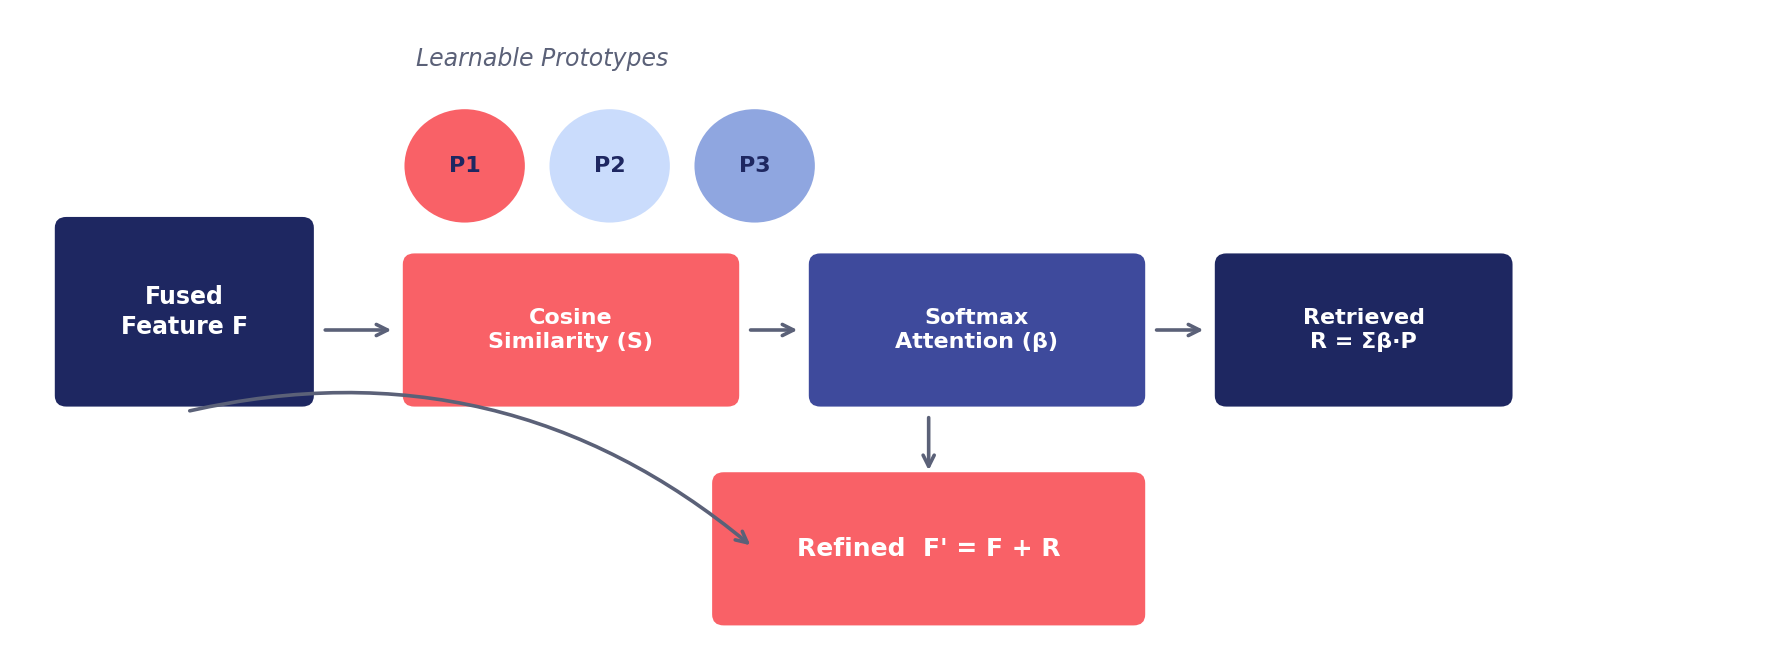 Learnable Prototypes
P1
P2
P3
Fused
Feature F
Cosine
Similarity (S)
Softmax
Attention (β)
Retrieved
R = Σβ·P
Refined  F' = F + R